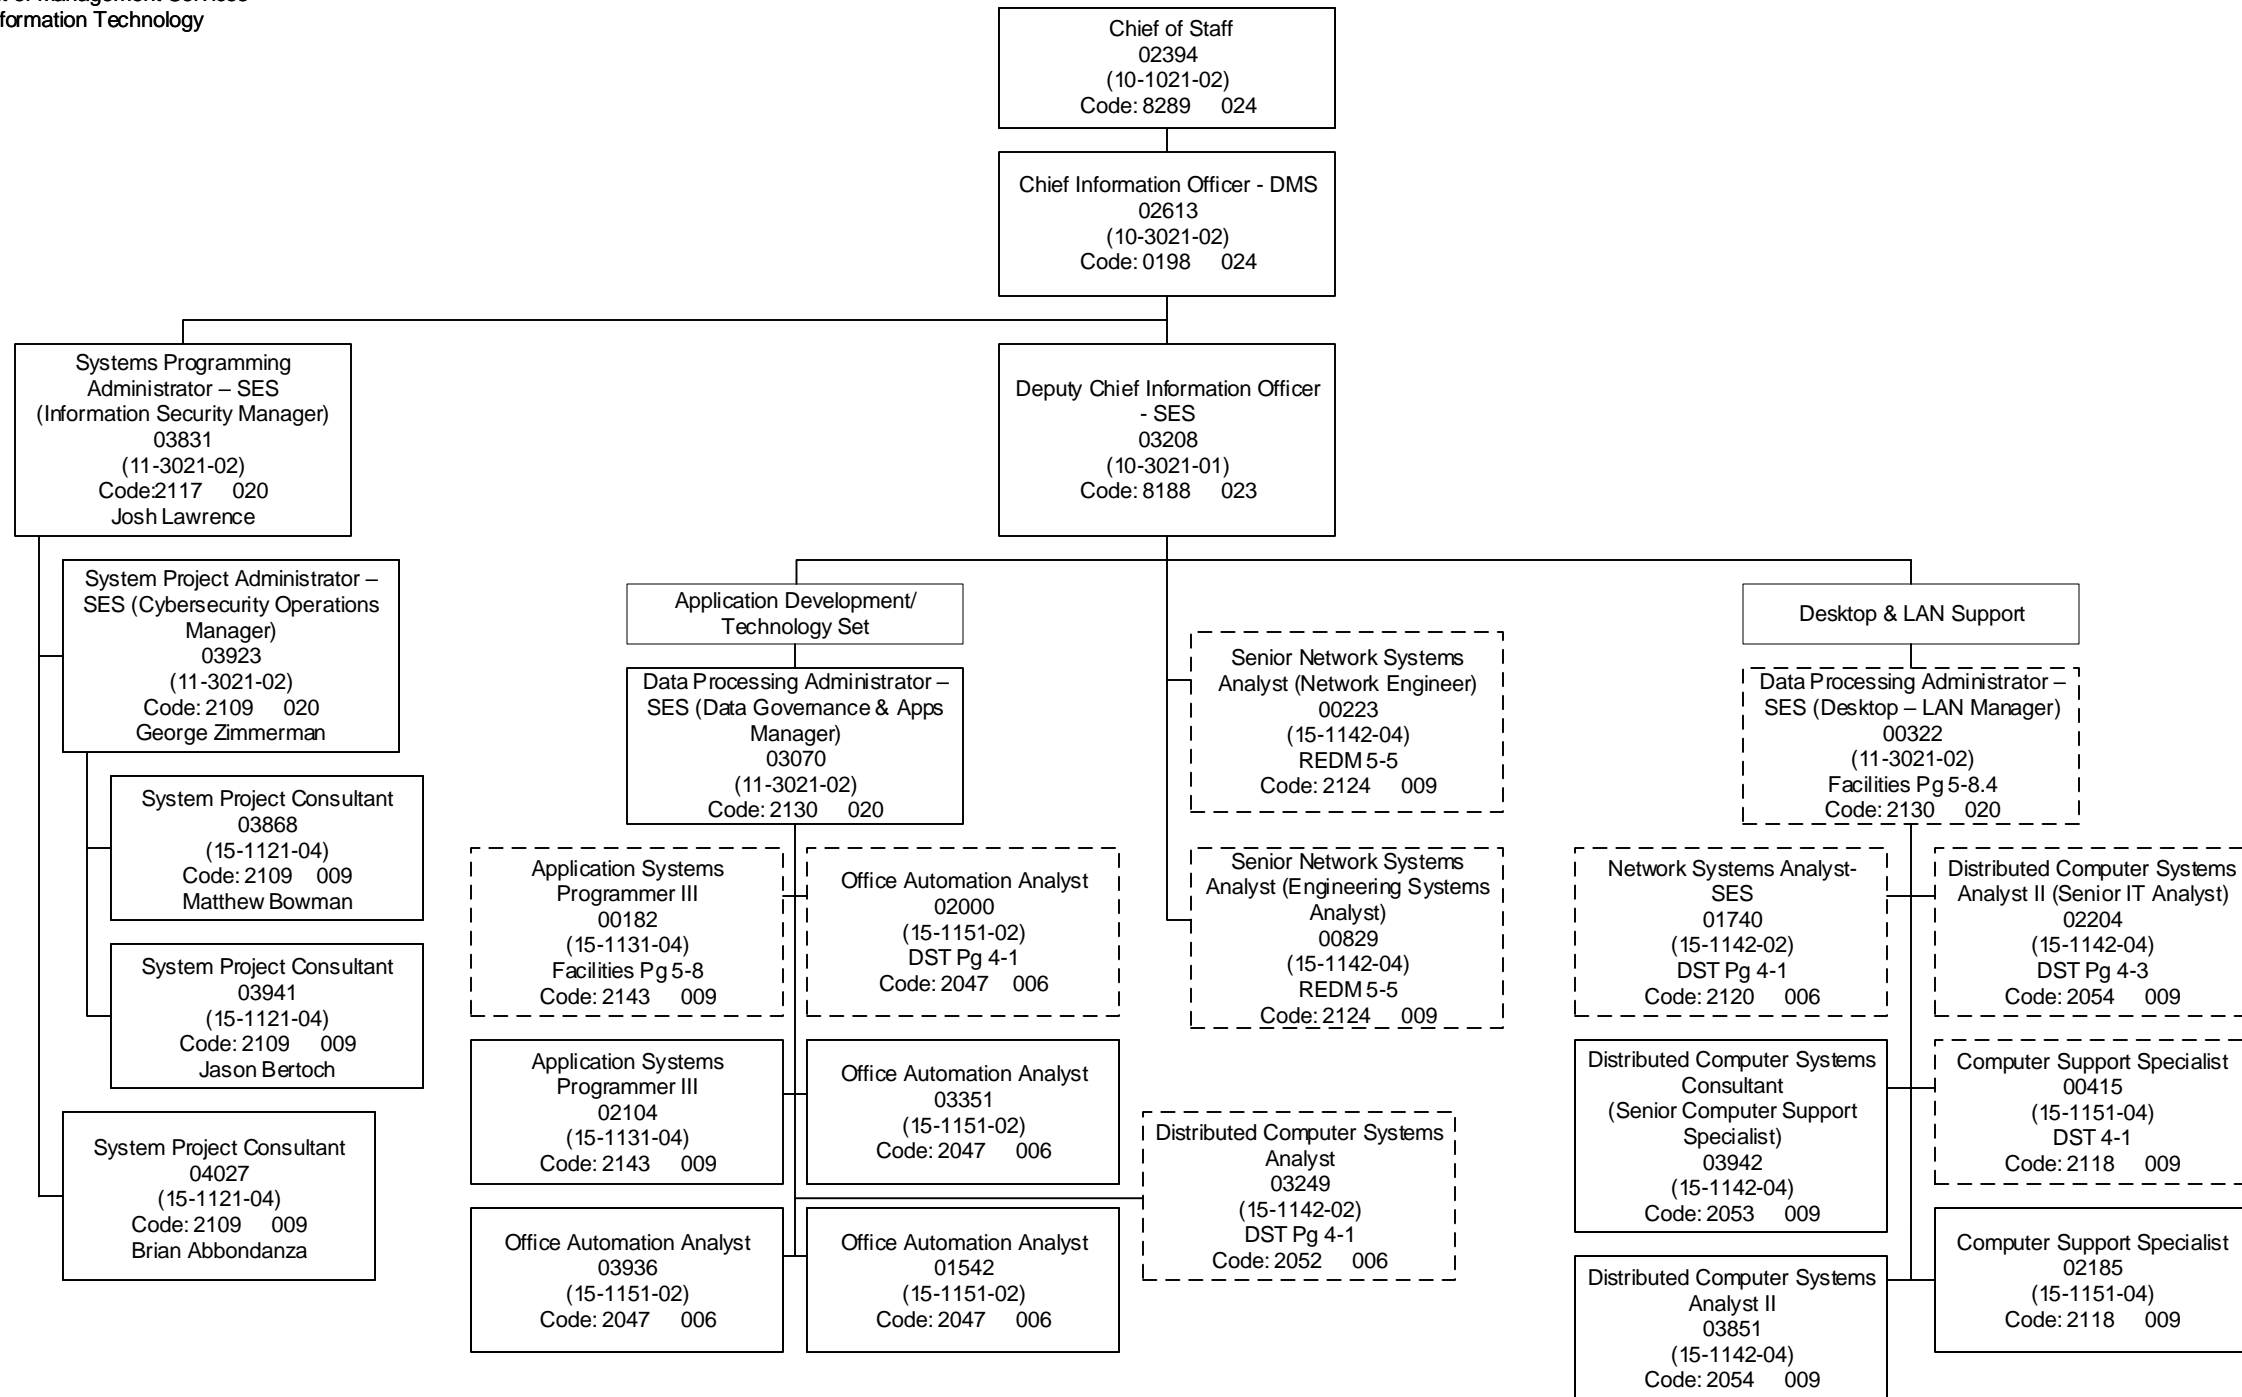 of Management Services
formation Technology
Chief of Staff
02394
(10-1021-02)
Code: 8289 024
Chief Information Officer - DMS
02613
(10-3021-02)
Code: 0198 024
Systems Programming
Administrator – SES
(Information Security Manager)
03831
(11-3021-02)
Code:2117 020
Josh Lawrence
Deputy Chief Information Officer
- SES
03208
(10-3021-01)
Code: 8188 023
System Project Administrator –
SES (Cybersecurity Operations
Manager)
03923
(11-3021-02)
Code: 2109 020
George Zimmerman
System Project Consultant
03868
(15-1121-04)
Code: 2109 009
Matthew Bowman
System Project Consultant
03941
(15-1121-04)
Code: 2109 009
Jason Bertoch
System Project Consultant
04027
(15-1121-04)
Code: 2109 009
Brian Abbondanza
Application Development/
Technology Set
Data Processing Administrator –
SES (Data Governance & Apps
Manager)
03070
(11-3021-02)
Code: 2130 020
Application Systems
Programmer III
00182
(15-1131-04)
Facilities Pg 5-8
Code: 2143 009
Office Automation Analyst
02000
(15-1151-02)
DST Pg 4-1
Code: 2047 006
Application Systems
Programmer III
02104
(15-1131-04)
Code: 2143 009
Office Automation Analyst
03351
(15-1151-02)
Code: 2047 006
Office Automation Analyst
03936
(15-1151-02)
Code: 2047 006
Office Automation Analyst
01542
(15-1151-02)
Code: 2047 006
Distributed Computer Systems
Analyst
03249
(15-1142-02)
DST Pg 4-1
Code: 2052 006
Senior Network Systems
Analyst (Network Engineer)
00223
(15-1142-04)
REDM 5-5
Code: 2124 009
Senior Network Systems
Analyst (Engineering Systems
Analyst)
00829
(15-1142-04)
REDM 5-5
Code: 2124 009
Desktop & LAN Support
Data Processing Administrator –
SES (Desktop – LAN Manager)
00322
(11-3021-02)
Facilities Pg 5-8.4
Code: 2130 020
Network Systems Analyst-
SES
01740
(15-1142-02)
DST Pg 4-1
Code: 2120 006
Distributed Computer Systems
Analyst II (Senior IT Analyst)
02204
(15-1142-04)
DST Pg 4-3
Code: 2054 009
Distributed Computer Systems
Consultant
(Senior Computer Support
Specialist)
03942
(15-1142-04)
Code: 2053 009
Computer Support Specialist
00415
(15-1151-04)
DST 4-1
Code: 2118 009
Distributed Computer Systems
Analyst II
03851
(15-1142-04)
Code: 2054 009
Computer Support Specialist
02185
(15-1151-04)
Code: 2118 009